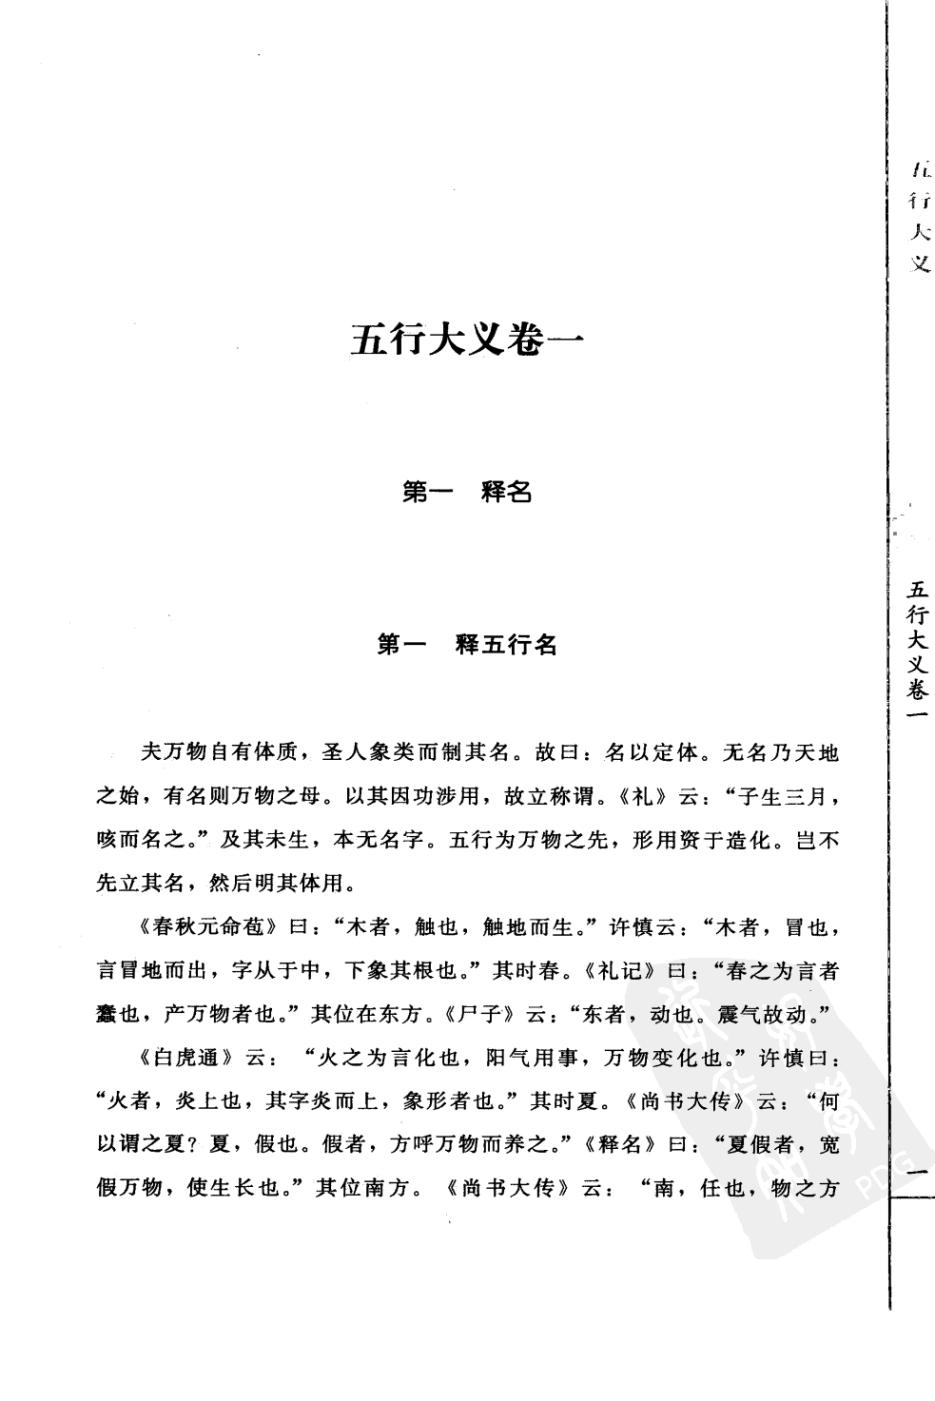 五行大义
五行大义卷一
第一　释名
第一　释五行名
夫万物自有体质，圣人象类而制其名。故曰：名以定体。无名乃天地
之始，有名则万物之母。以其因功涉用，故立称谓。《礼》云：“子生三月，
咳而名之。”及其未生，本无名字。五行为万物之先，形用资于造化。岂不
先立其名，然后明其体用。
《春秋元命苞》曰：“木者，触也，触地而生。”许慎云：“木者，冒也，
言冒地而出，字从于中，下象其根也。”其时春。《礼记》曰：“春之为言者
蠢也，产万物者也。”其位在东方。《尸子》云：“东者，动也。震气故动。”
《白虎通》云：“火之为言化也，阳气用事，万物变化也。”许慎曰：
“火者，炎上也，其字炎而上，象形者也。”其时夏。《尚书大传》云：“何
以谓之夏？夏，假也。假者，方呼万物而养之。”《释名》曰：“夏假者，宽
假万物，使生长也。”其位南方。《尚书大传》云：“南，任也，物之方
五行大义卷一
一
PDG